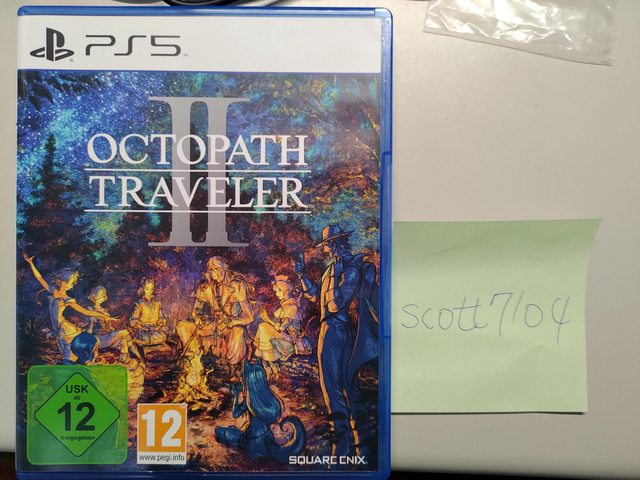 PS5
II
OCTOPATH
TRAVELER
USK
ab
12
freigegeben
12
www.pegi.info
SQUARE ENIX
scott7104